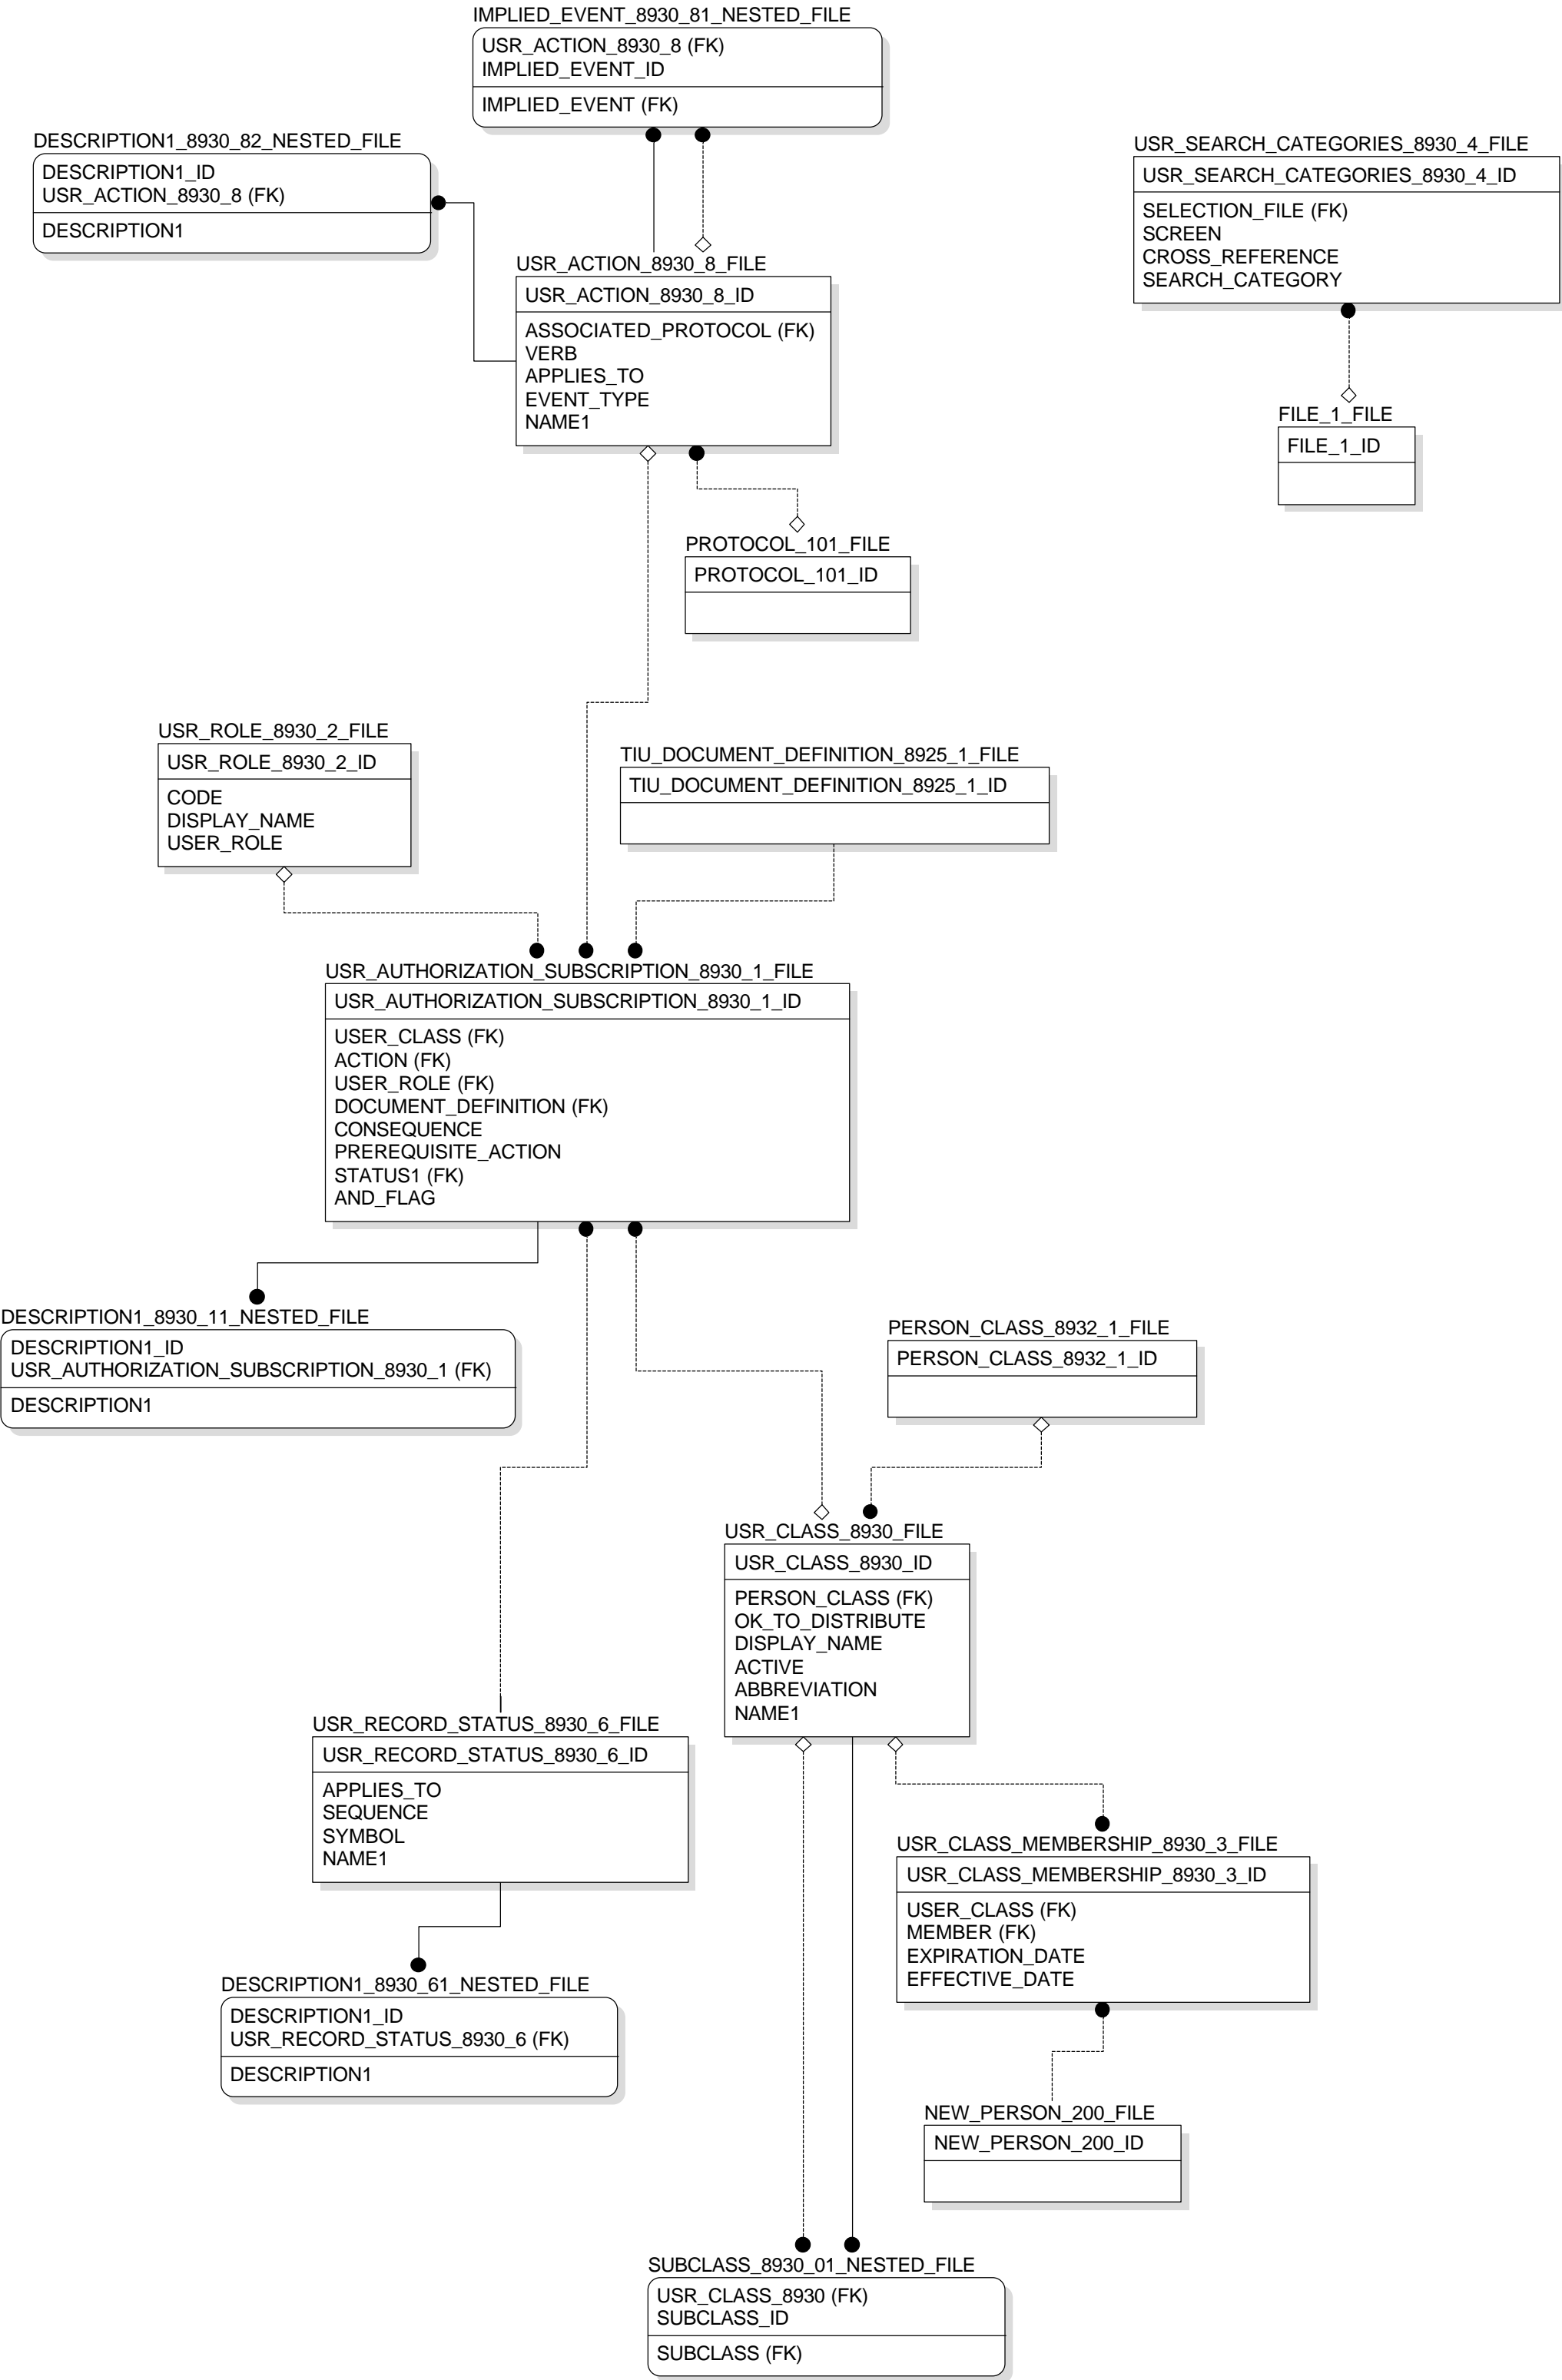 IMPLIED_EVENT_8930_81_NESTED_FILE
USR_ACTION_8930_8 (FK)
IMPLIED_EVENT_ID
IMPLIED_EVENT (FK)
DESCRIPTION1_8930_82_NESTED_FILE
DESCRIPTION1_ID
USR_ACTION_8930_8 (FK)
DESCRIPTION1
USR_SEARCH_CATEGORIES_8930_4_FILE
USR_SEARCH_CATEGORIES_8930_4_ID
SELECTION_FILE (FK)
SCREEN
CROSS_REFERENCE
SEARCH_CATEGORY
USR_ACTION_8930_8_FILE
USR_ACTION_8930_8_ID
ASSOCIATED_PROTOCOL (FK)
VERB
APPLIES_TO
EVENT_TYPE
NAME1
FILE_1_FILE
FILE_1_ID
PROTOCOL_101_FILE
PROTOCOL_101_ID
USR_ROLE_8930_2_FILE
USR_ROLE_8930_2_ID
CODE
DISPLAY_NAME
USER_ROLE
TIU_DOCUMENT_DEFINITION_8925_1_FILE
TIU_DOCUMENT_DEFINITION_8925_1_ID
USR_AUTHORIZATION_SUBSCRIPTION_8930_1_FILE
USR_AUTHORIZATION_SUBSCRIPTION_8930_1_ID
USER_CLASS (FK)
ACTION (FK)
USER_ROLE (FK)
DOCUMENT_DEFINITION (FK)
CONSEQUENCE
PREREQUISITE_ACTION
STATUS1 (FK)
AND_FLAG
DESCRIPTION1_8930_11_NESTED_FILE
DESCRIPTION1_ID
USR_AUTHORIZATION_SUBSCRIPTION_8930_1 (FK)
DESCRIPTION1
PERSON_CLASS_8932_1_FILE
PERSON_CLASS_8932_1_ID
USR_CLASS_8930_FILE
USR_CLASS_8930_ID
PERSON_CLASS (FK)
OK_TO_DISTRIBUTE
DISPLAY_NAME
ACTIVE
ABBREVIATION
NAME1
USR_RECORD_STATUS_8930_6_FILE
USR_RECORD_STATUS_8930_6_ID
APPLIES_TO
SEQUENCE
SYMBOL
NAME1
USR_CLASS_MEMBERSHIP_8930_3_FILE
USR_CLASS_MEMBERSHIP_8930_3_ID
USER_CLASS (FK)
MEMBER (FK)
EXPIRATION_DATE
EFFECTIVE_DATE
DESCRIPTION1_8930_61_NESTED_FILE
DESCRIPTION1_ID
USR_RECORD_STATUS_8930_6 (FK)
DESCRIPTION1
NEW_PERSON_200_FILE
NEW_PERSON_200_ID
SUBCLASS_8930_01_NESTED_FILE
USR_CLASS_8930 (FK)
SUBCLASS_ID
SUBCLASS (FK)